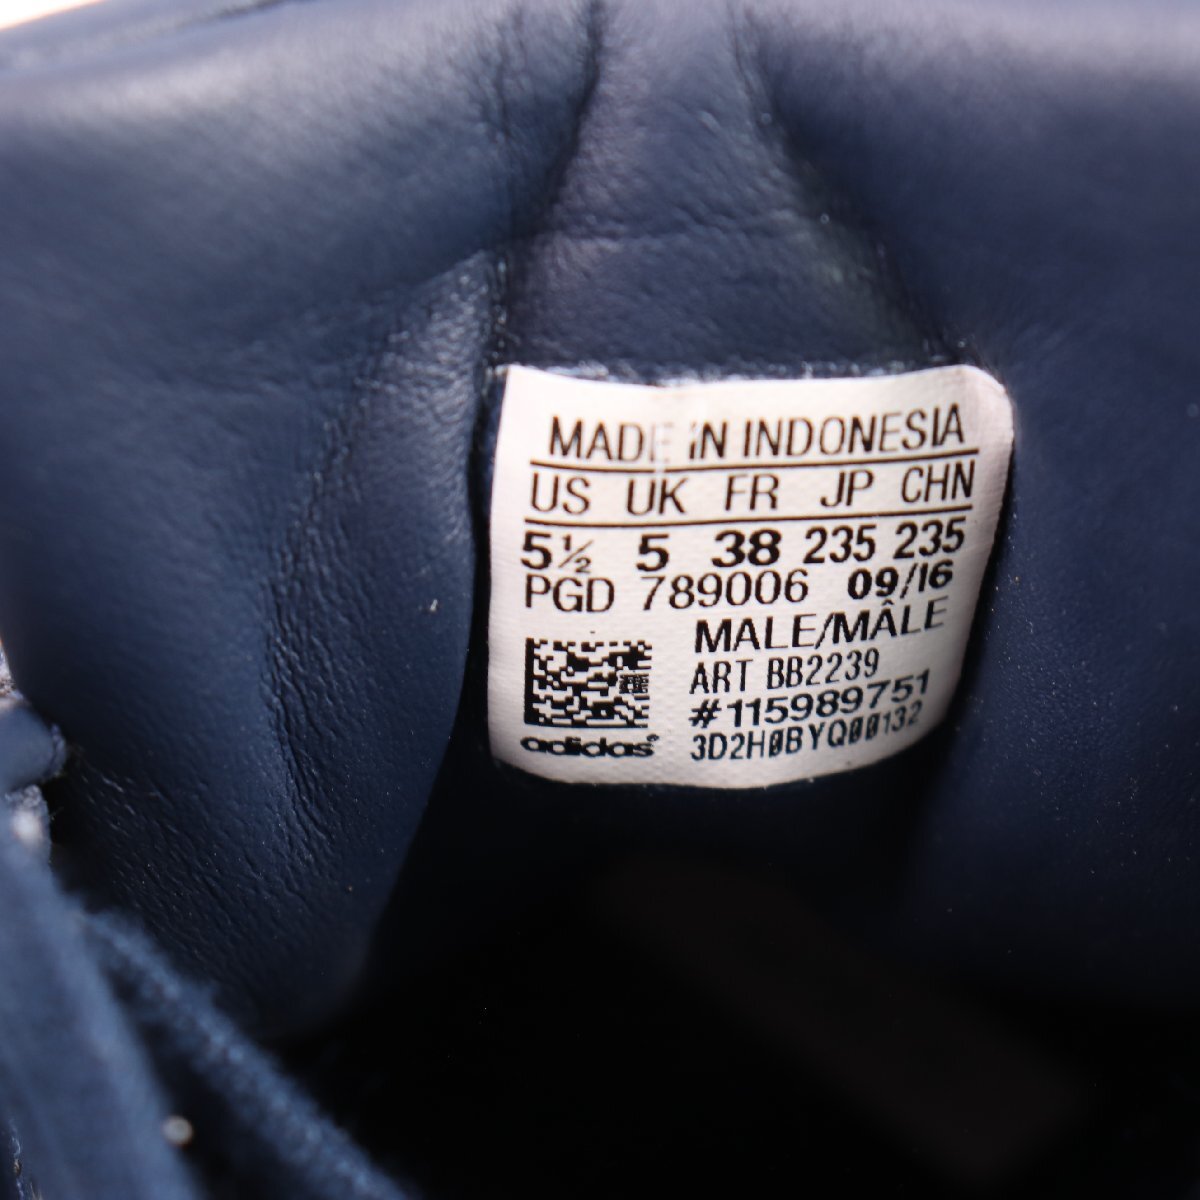 MADE IN INDONESIA
US UK FR JP CHN
5½ 5 38 235 235
PGD 789006 09/16
MALE/MÂLE
ART BB2239
#115989751
3D2H0BYQ00132
adidas